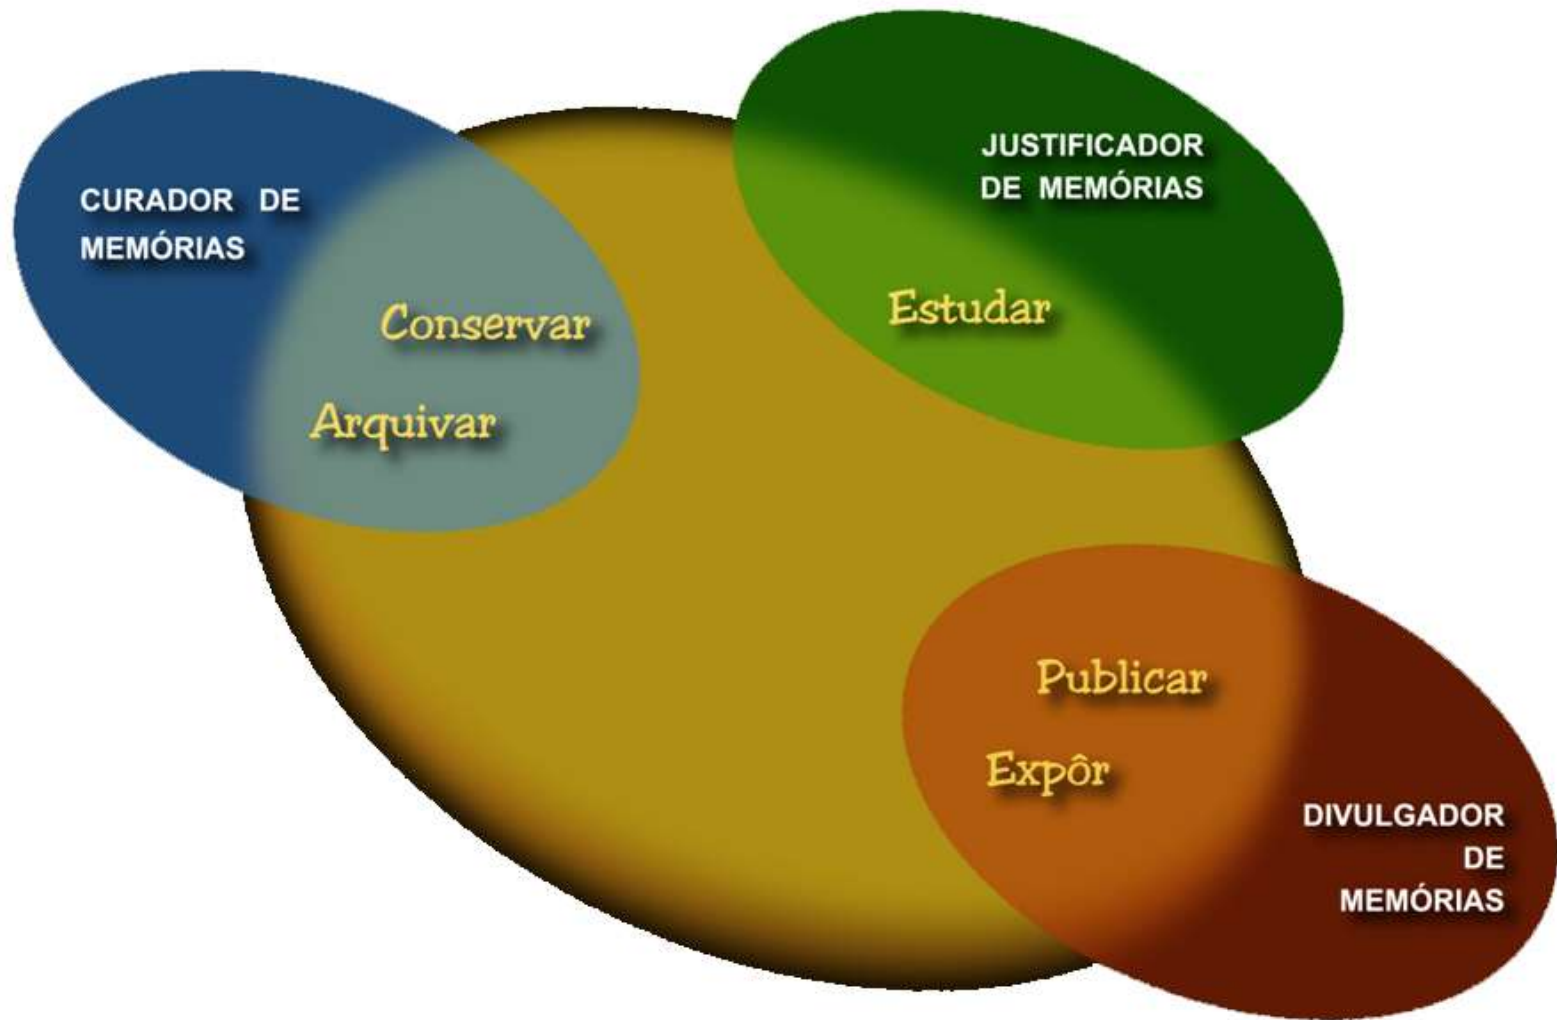 CURADOR DE
MEMÓRIAS
Conservar
Arquivar
JUSTIFICADOR
DE MEMÓRIAS
Estudar
Publicar
Expôr
DIVULGADOR
DE
MEMÓRIAS